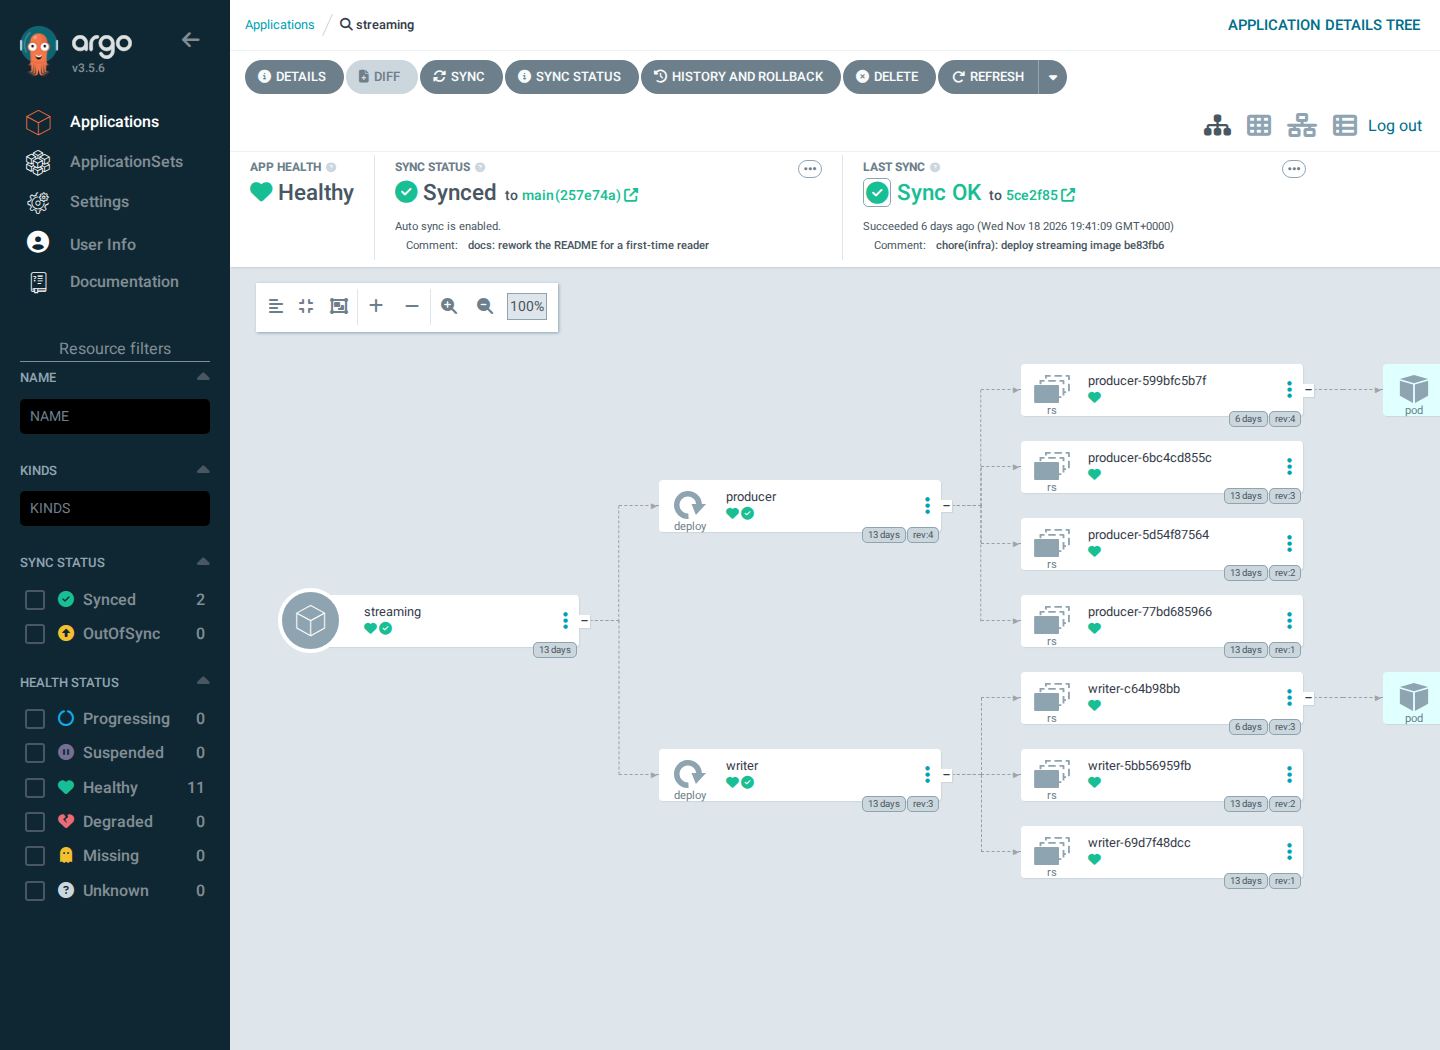 argo
v3.5.6
Applications
ApplicationSets
Settings
User Info
Documentation
Resource filters
NAME
NAME
KINDS
KINDS
SYNC STATUS
Synced 2
OutOfSync 0
HEALTH STATUS
Progressing 0
Suspended 0
Healthy 11
Degraded 0
Missing 0
Unknown 0
Applications / streaming
APPLICATION DETAILS TREE
DETAILS DIFF SYNC SYNC STATUS HISTORY AND ROLLBACK DELETE REFRESH
Log out
APP HEALTH
Healthy
SYNC STATUS
Synced to main(257e74a)
Auto sync is enabled.
Comment: docs: rework the README for a first-time reader
LAST SYNC
Sync OK to 5ce2f85
Succeeded 6 days ago (Wed Nov 18 2026 19:41:09 GMT+0000)
Comment: chore(infra): deploy streaming image be83fb6
100%
streaming
13 days
producer
deploy
13 days rev:4
writer
deploy
13 days rev:3
producer-599bfc5b7f
rs
6 days rev:4
producer-6bc4cd855c
rs
13 days rev:3
producer-5d54f87564
rs
13 days rev:2
producer-77bd685966
rs
13 days rev:1
writer-c64b98bb
rs
6 days rev:3
writer-5bb56959fb
rs
13 days rev:2
writer-69d7f48dcc
rs
13 days rev:1
pod
pod